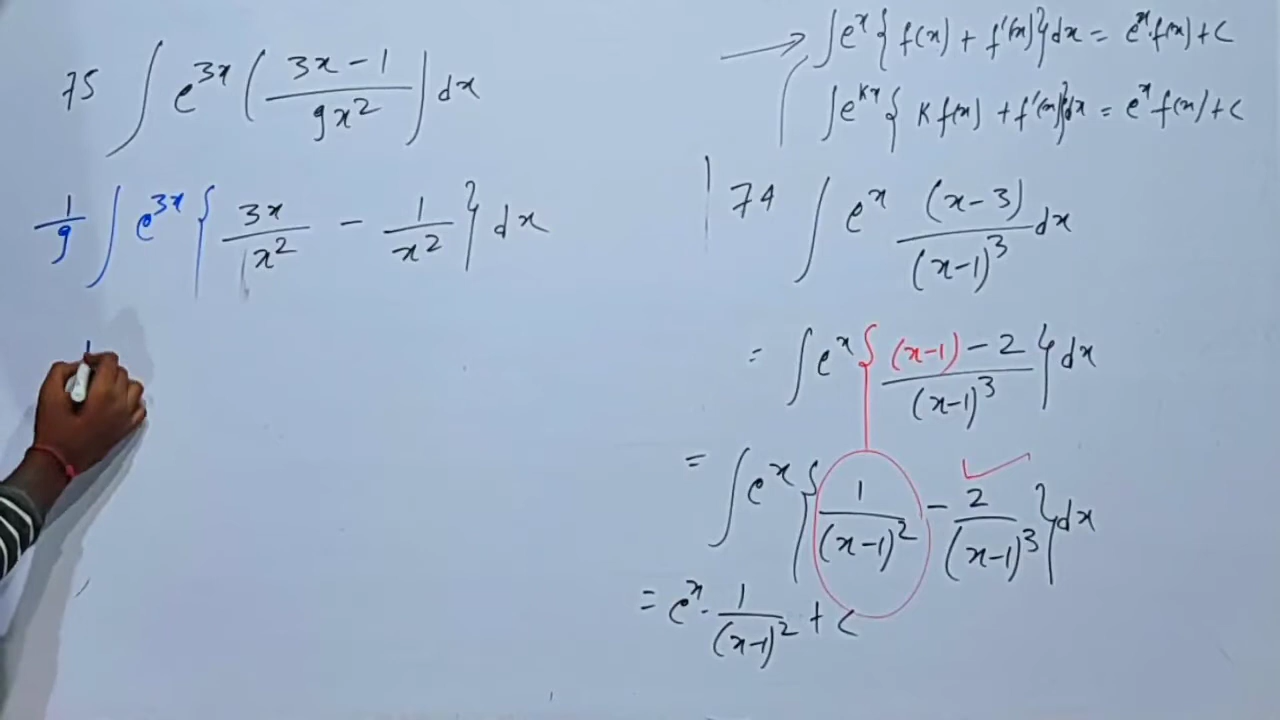 75 ∫ e^{3x} ( (3x - 1) / 9x² ) dx
1/9 ∫ e^{3x} { 3x / x² - 1 / x² } dx
∫ e^x { f(x) + f'(x) } dx = e^x . f(x) + C
∫ e^{Kx} { K f(x) + f'(x) } dx = e^x f(x) + C
74 ∫ e^x (x - 3) / (x-1)³ dx
= ∫ e^x { ((x-1) - 2) / (x-1)³ } dx
= ∫ e^x { 1 / (x-1)² - 2 / (x-1)³ } dx
= e^x . 1 / (x-1)² + C